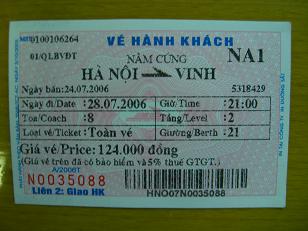 MST:0100106264 VÉ HÀNH KHÁCH
01/QLBVĐT NẰM CỨNG NA1
HÀ NỘI VINH
Ngày bán:24.07.2006 5318429
Ngày đi/Date: 28.07.2006 Giờ/Time: 21:00
Toa/Coach :8 Tầng/Level :2
Loại vé/Ticket: Toàn vé Giường/Berth :21
Giá vé/Price: 124.000 đồng
Giá vé trên đã có bảo hiểm và 5% thuế GTGT./
A/2006T
N0035088
Liên 2: Giao HK HNO07N0035088